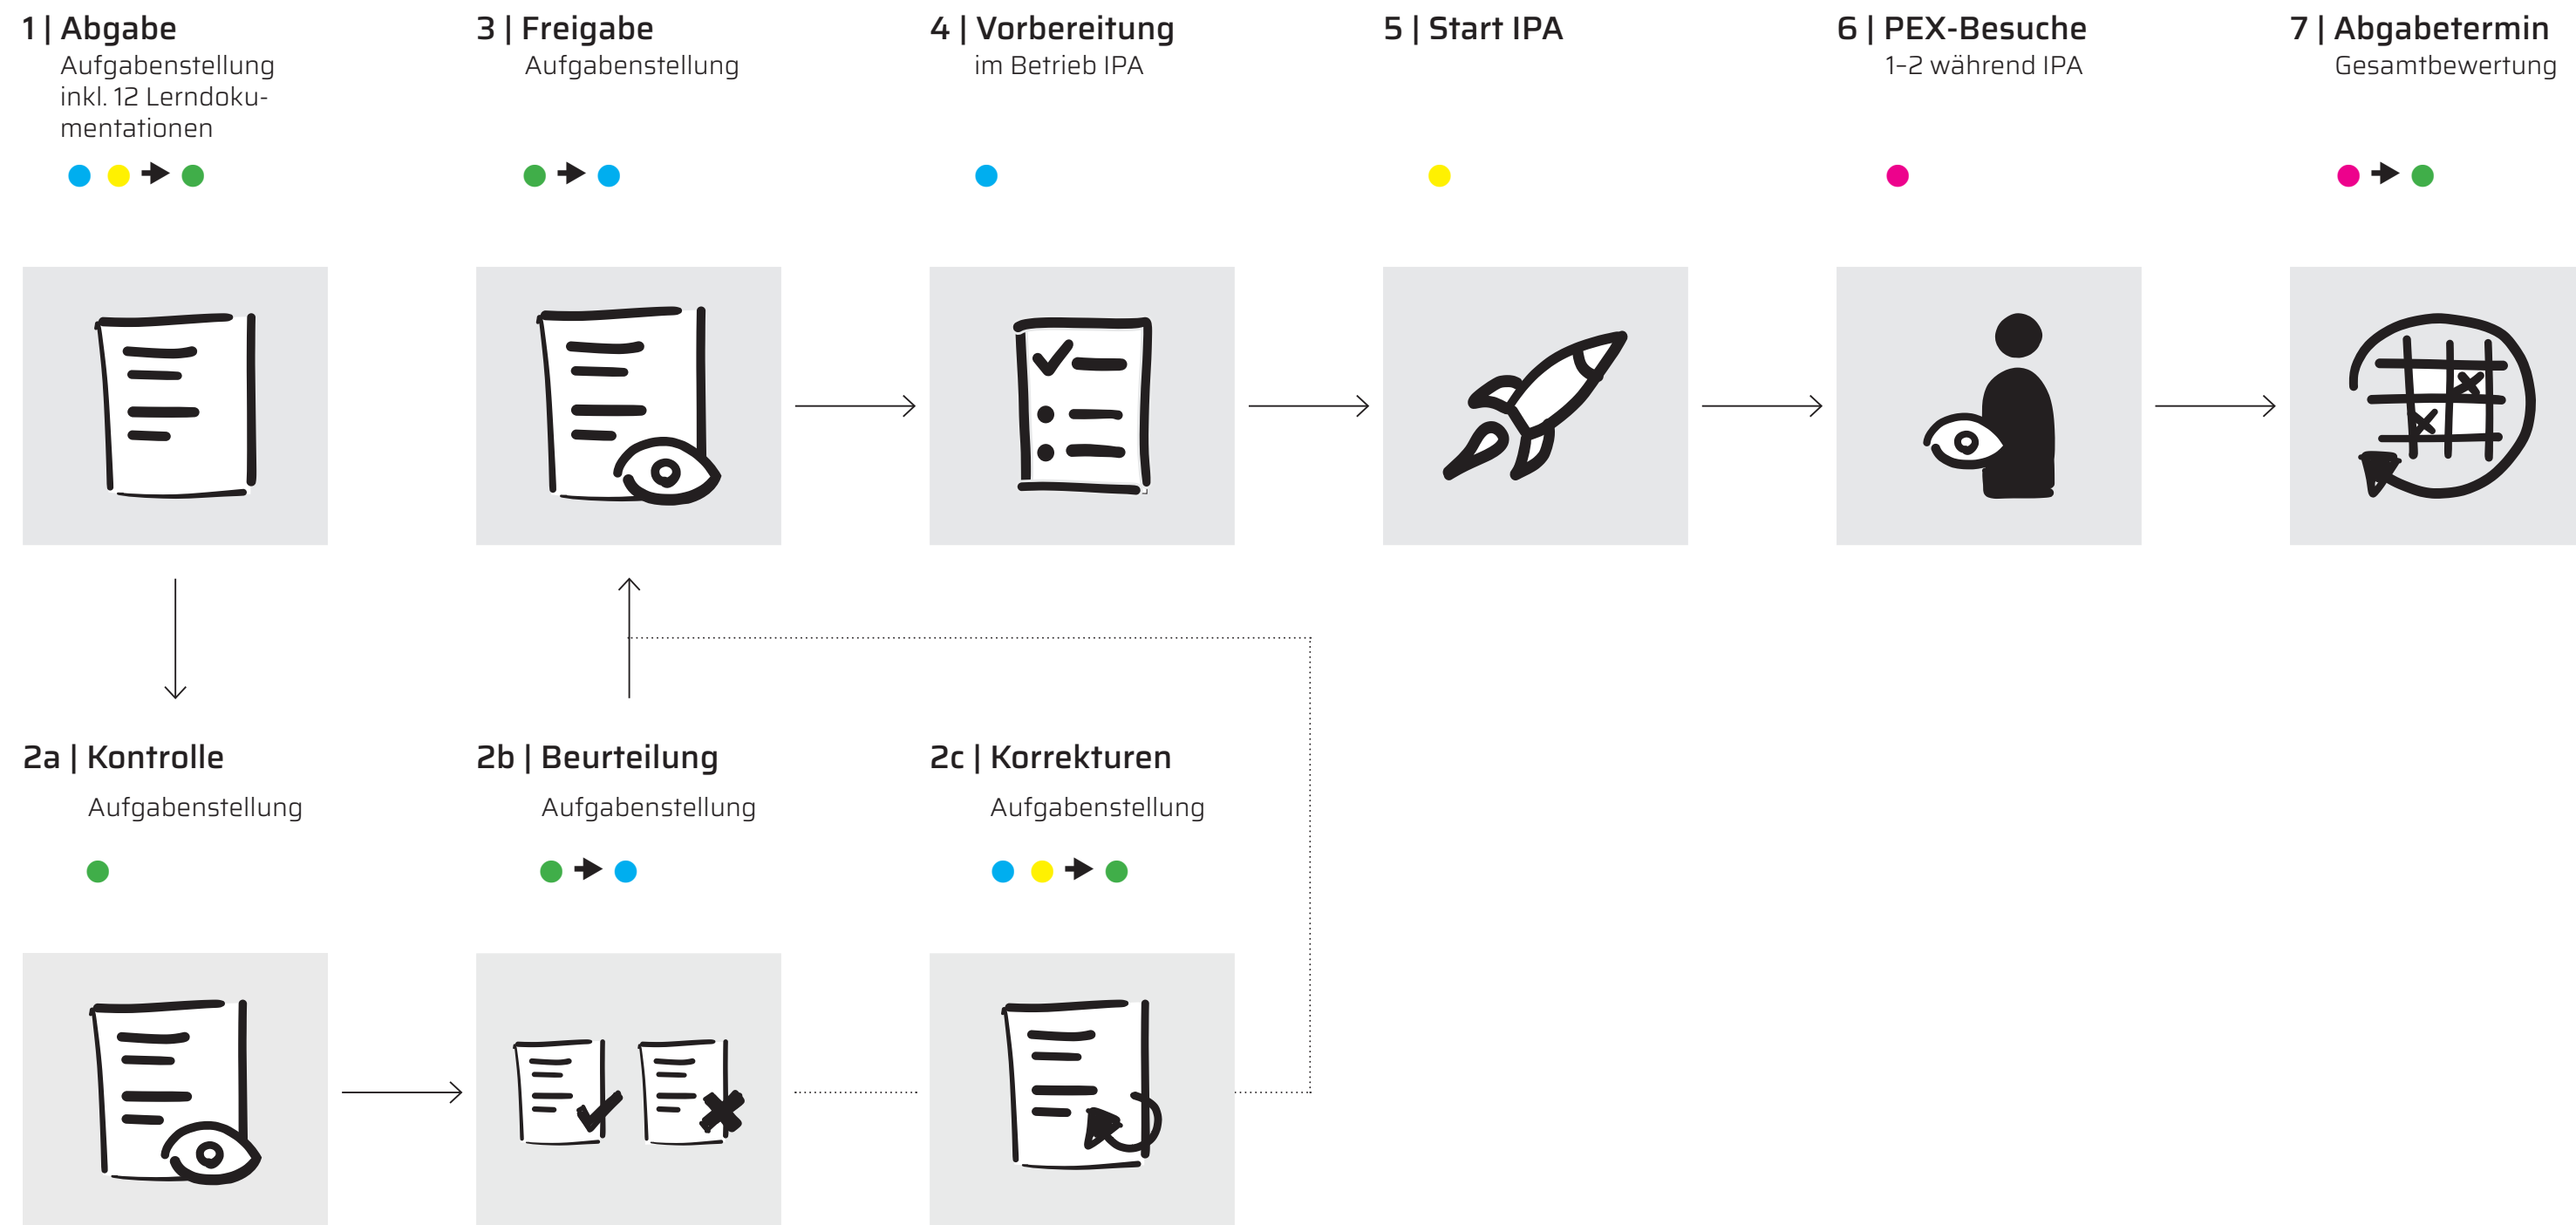 1 | Abgabe
Aufgabenstellung
inkl. 12 Lerndoku-
mentationen
3 | Freigabe
Aufgabenstellung
4 | Vorbereitung
im Betrieb IPA
5 | Start IPA
6 | PEX-Besuche
1–2 während IPA
7 | Abgabetermin
Gesamtbewertung
2a | Kontrolle
Aufgabenstellung
2b | Beurteilung
Aufgabenstellung
2c | Korrekturen
Aufgabenstellung